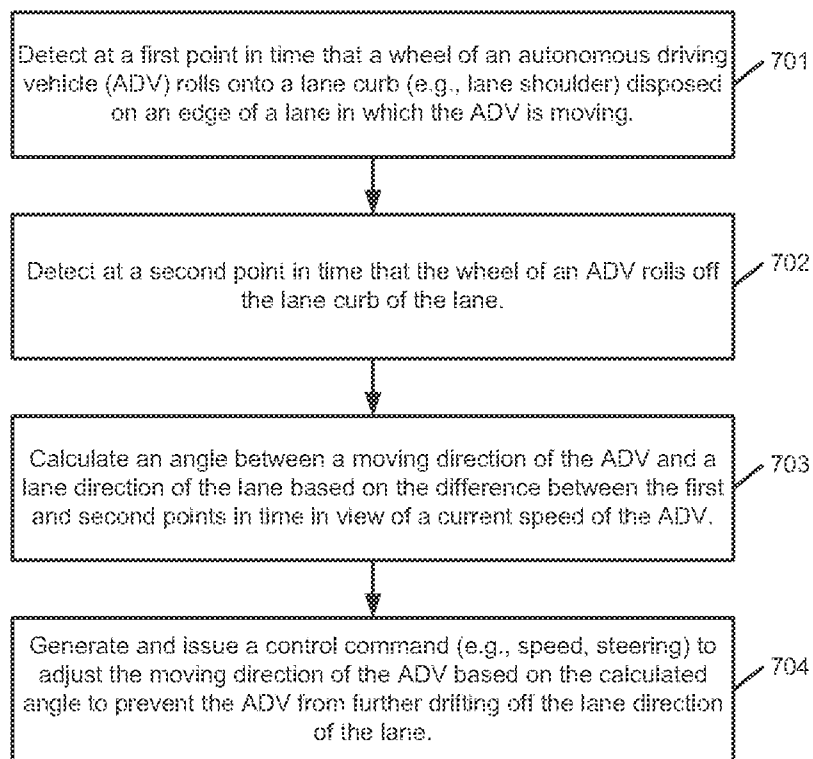 Detect at a first point in time that a wheel of an autonomous driving
vehicle (ADV) rolls onto a lane curb (e.g., lane shoulder) disposed
on an edge of a lane in which the ADV is moving.
701
Detect at a second point in time that the wheel of an ADV rolls off
the lane curb of the lane.
702
Calculate an angle between a moving direction of the ADV and a
lane direction of the lane based on the difference between the first
and second points in time in view of a current speed of the ADV.
703
Generate and issue a control command (e.g., speed, steering) to
adjust the moving direction of the ADV based on the calculated
angle to prevent the ADV from further drifting off the lane direction
of the lane.
704